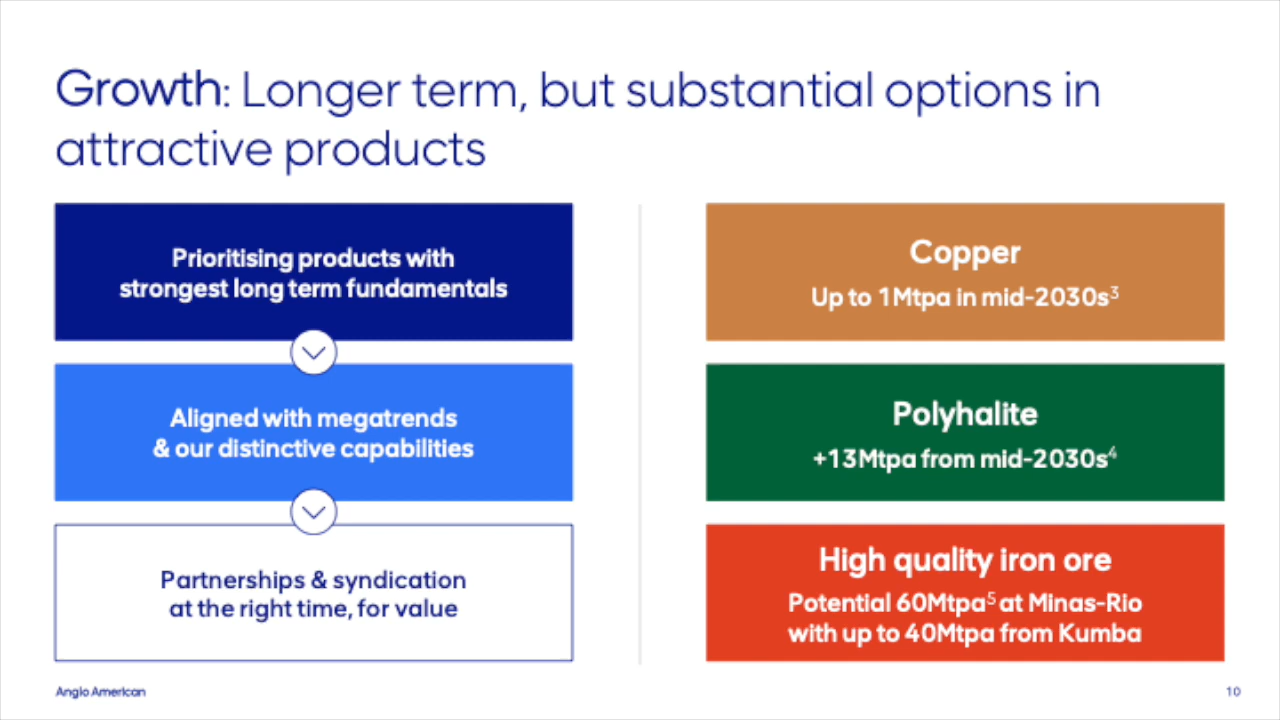 Growth: Longer term, but substantial options in
attractive products
Prioritising products with
strongest long term fundamentals
Aligned with megatrends
& our distinctive capabilities
Partnerships & syndication
at the right time, for value
Copper
Up to 1Mtpa in mid-2030s³
Polyhalite
+13Mtpa from mid-2030s⁴
High quality iron ore
Potential 60Mtpa⁵ at Minas-Rio
with up to 40Mtpa from Kumba
Anglo American
10